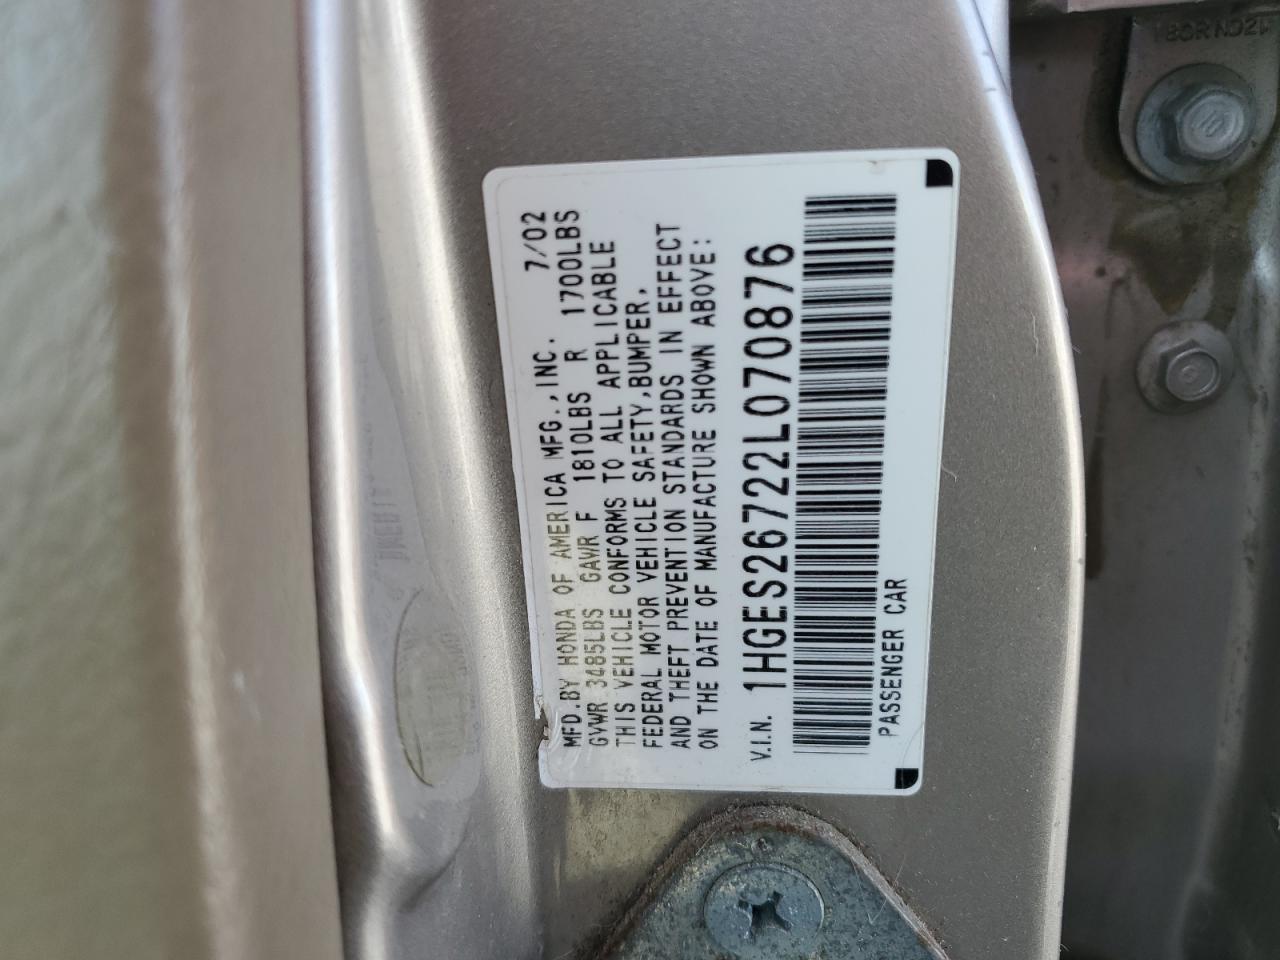 MFD.BY HONDA OF AMERICA MFG.,INC. 7/02
GVWR 3485LBS GAWR F 1810LBS R 1700LBS
THIS VEHICLE CONFORMS TO ALL APPLICABLE
FEDERAL MOTOR VEHICLE SAFETY,BUMPER,
AND THEFT PREVENTION STANDARDS IN EFFECT
ON THE DATE OF MANUFACTURE SHOWN ABOVE:
V.I.N. 1HGES26722L070876
PASSENGER CAR